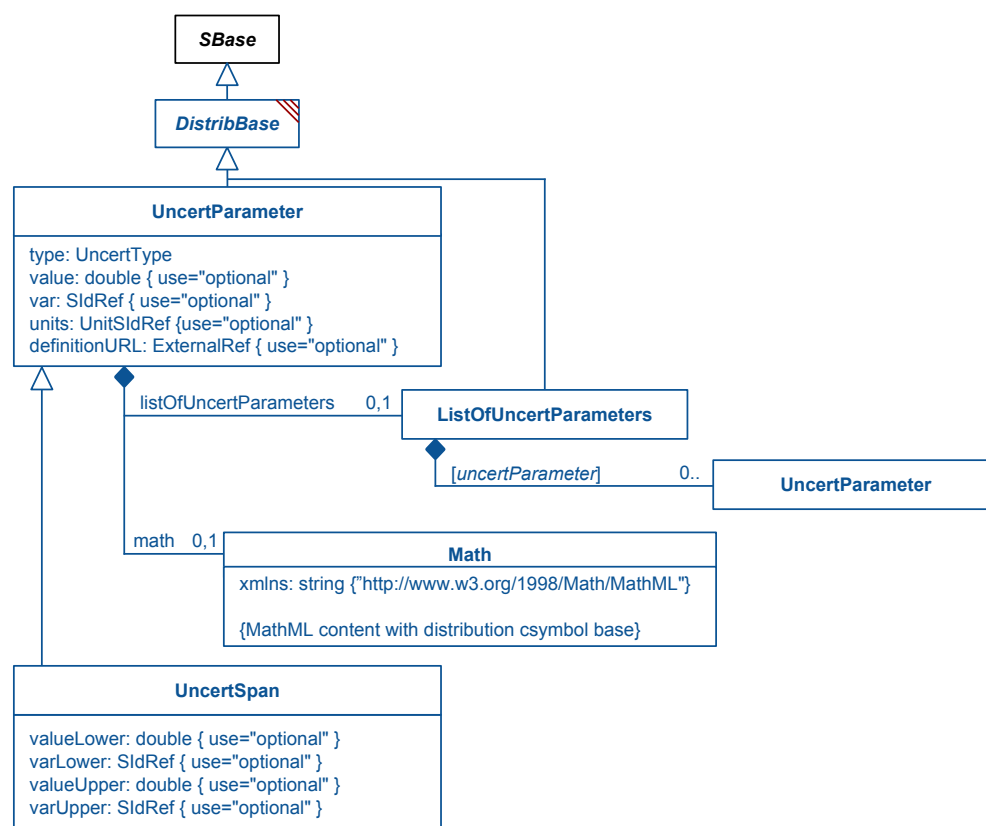 SBase
DistribBase
UncertParameter
type: UncertType
value: double { use="optional" }
var: SIdRef { use="optional" }
units: UnitSIdRef {use="optional" }
definitionURL: ExternalRef { use="optional" }
listOfUncertParameters 0,1
ListOfUncertParameters
[uncertParameter] 0..
UncertParameter
math 0,1
Math
xmlns: string {”http://www.w3.org/1998/Math/MathML"}
{MathML content with distribution csymbol base}
UncertSpan
valueLower: double { use="optional" }
varLower: SIdRef { use="optional" }
valueUpper: double { use="optional" }
varUpper: SIdRef { use="optional" }